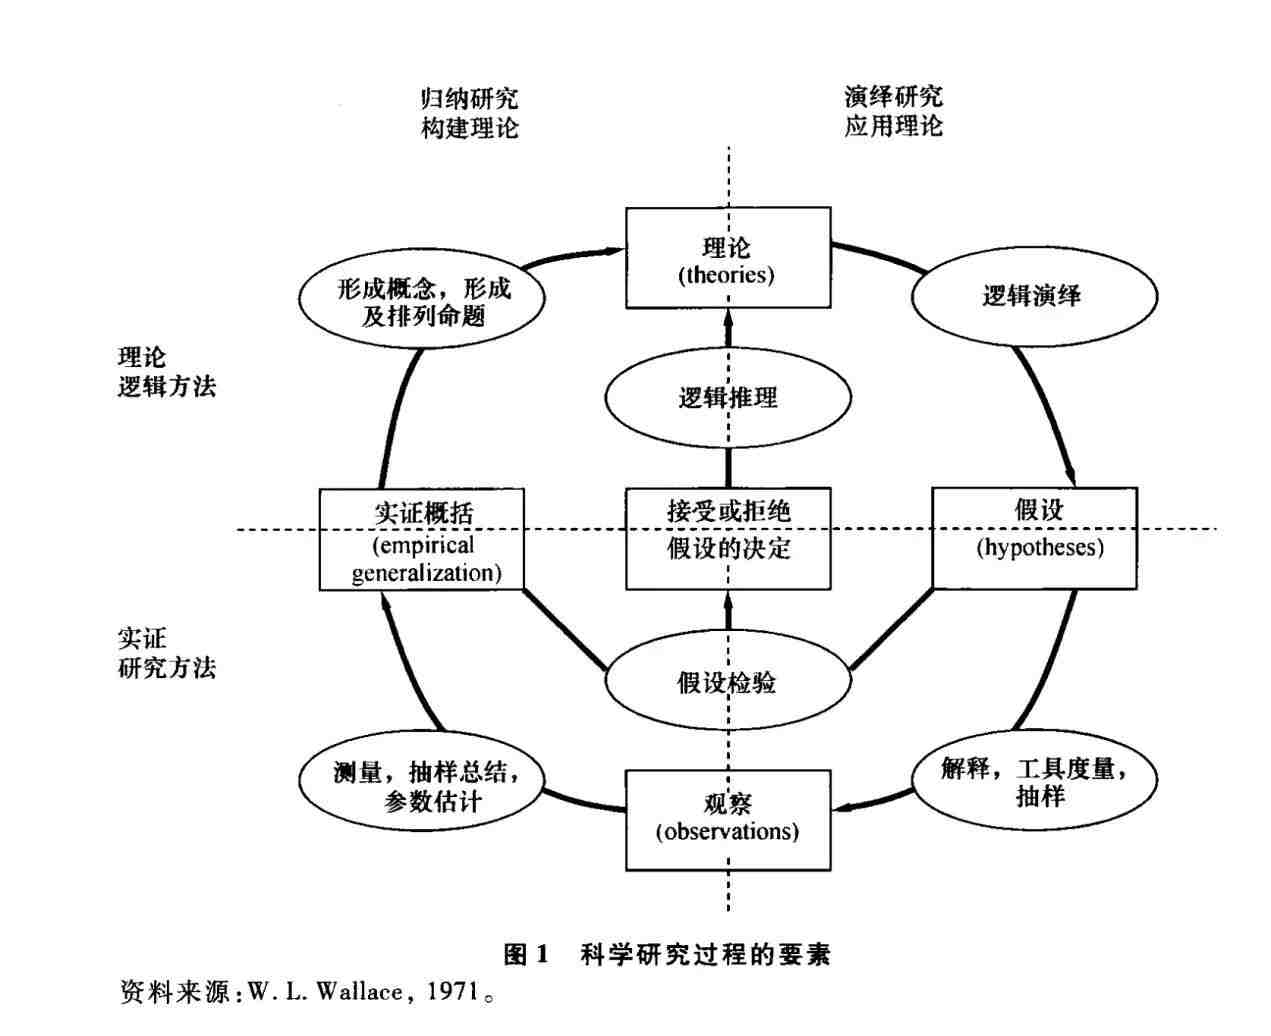 归纳研究
构建理论
演绎研究
应用理论
理论
(theories)
形成概念，形成
及排列命题
逻辑演绎
理论
逻辑方法
逻辑推理
实证概括
(empirical
generalization)
接受或拒绝
假设的决定
假设
(hypotheses)
实证
研究方法
假设检验
测量，抽样总结，
参数估计
观察
(observations)
解释，工具度量，
抽样
图1 科学研究过程的要素
资料来源：W. L. Wallace, 1971。